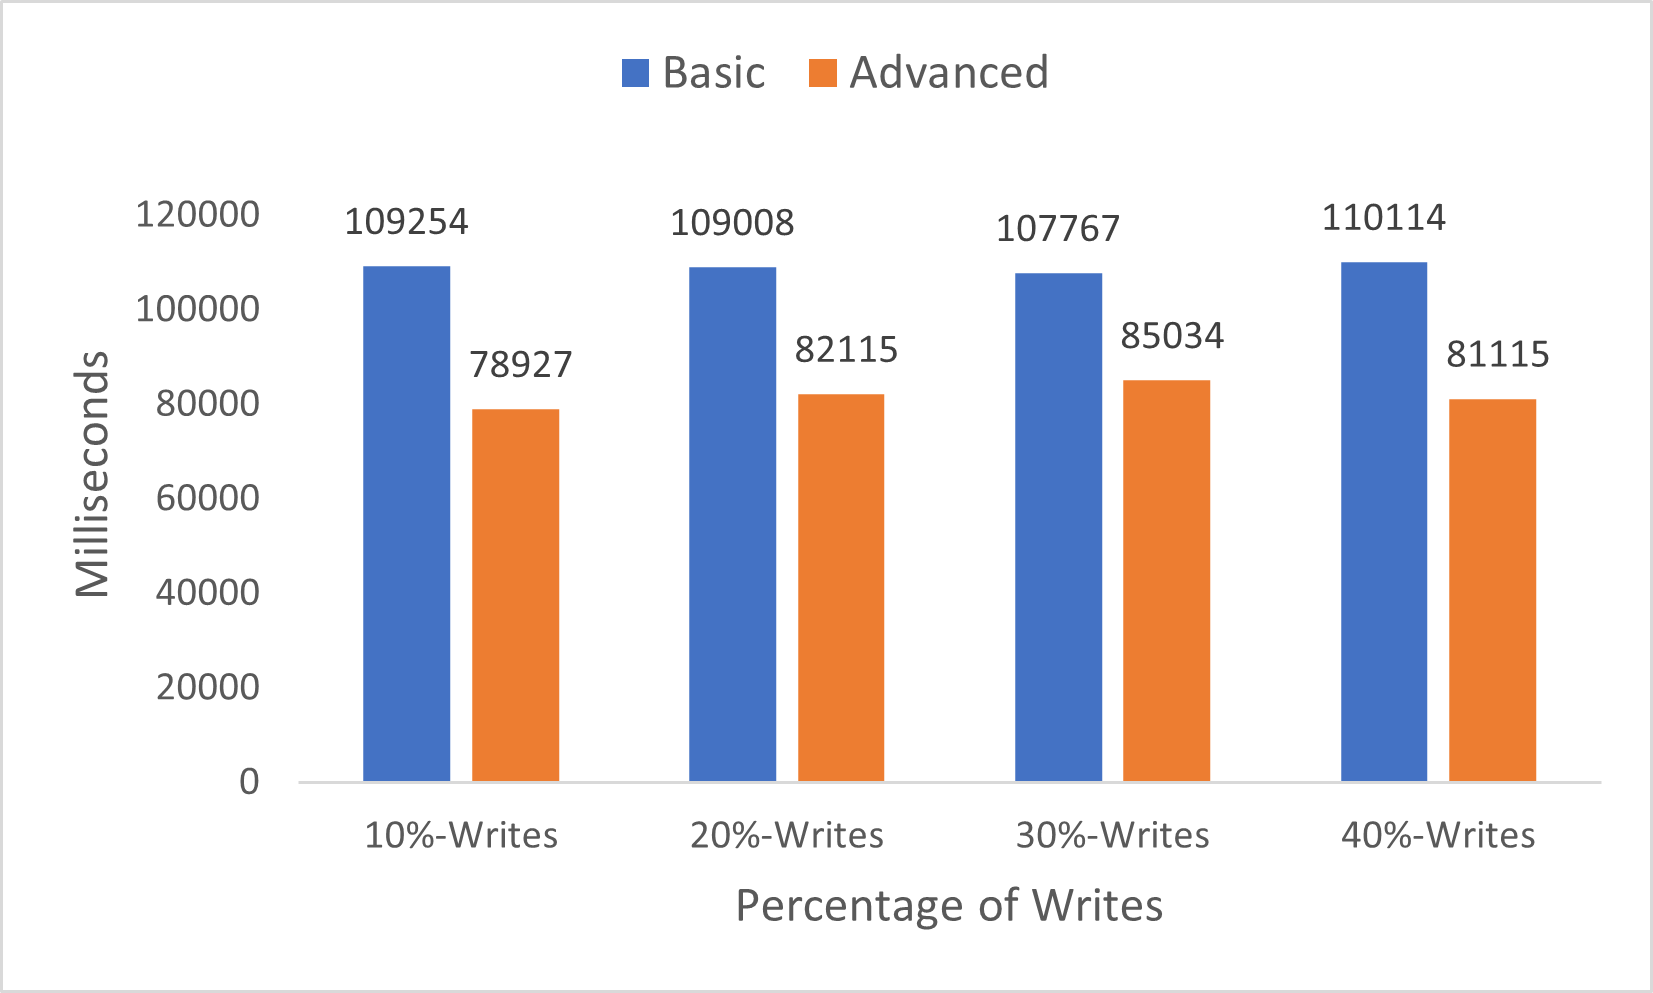 Basic Advanced
120000
100000
80000
60000
40000
20000
0
Milliseconds
109254 109008 107767 110114
78927 82115 85034 81115
10%-Writes 20%-Writes 30%-Writes 40%-Writes
Percentage of Writes